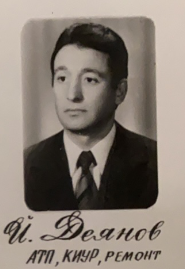 Й. Деянов
АТП, КИУР, РЕМОНТ